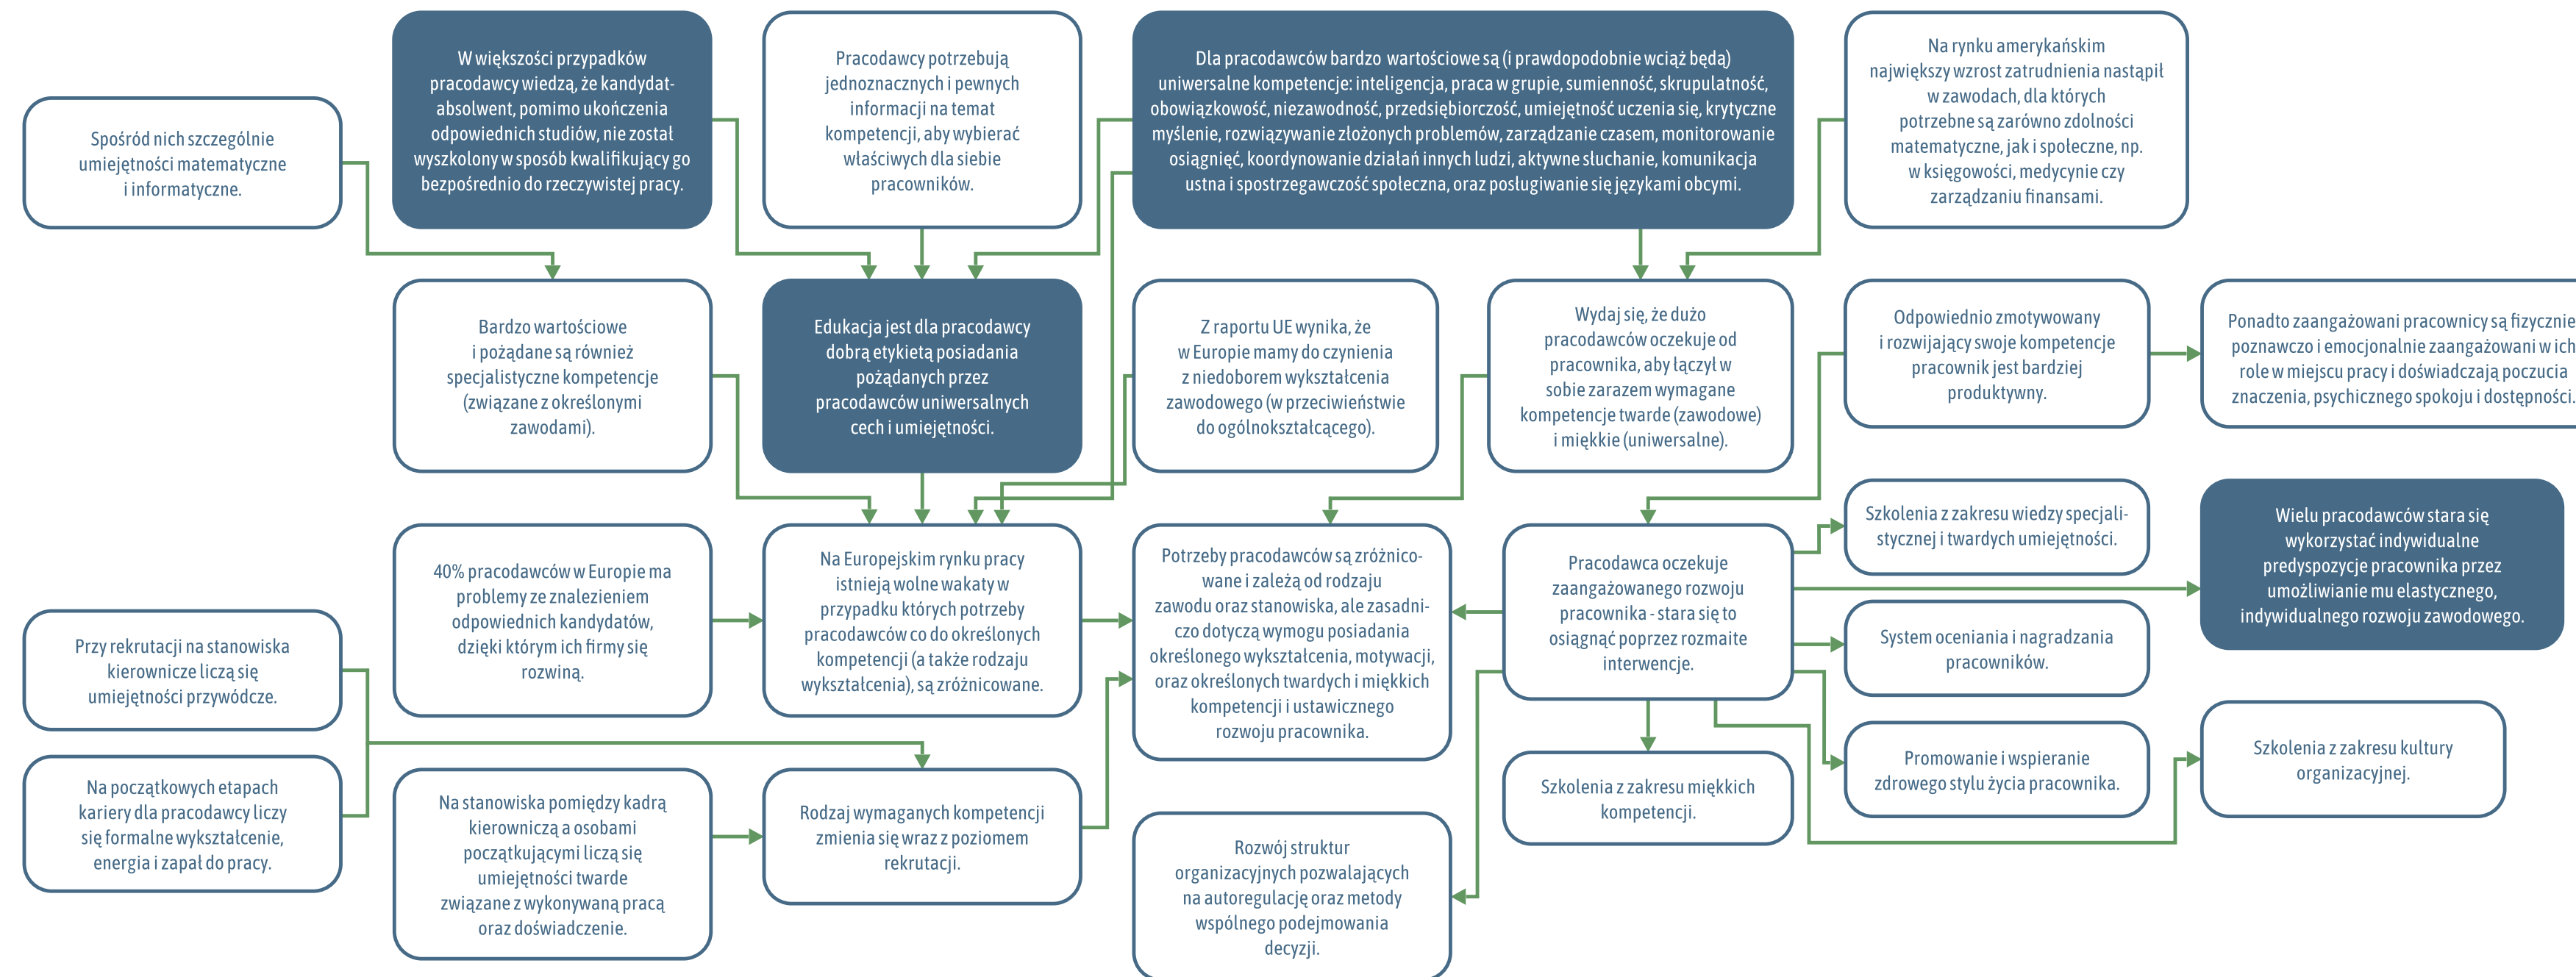 Spośród nich szczególnie
umiejętności matematyczne
i informatyczne.
W większości przypadków
pracodawcy wiedzą, że kandydat-
absolwent, pomimo ukończenia
odpowiednich studiów, nie został
wyszkolony w sposób kwalifikujący go
bezpośrednio do rzeczywistej pracy.
Pracodawcy potrzebują
jednoznacznych i pewnych
informacji na temat
kompetencji, aby wybierać
właściwych dla siebie
pracowników.
Dla pracodawców bardzo wartościowe są (i prawdopodobnie wciąż będą)
uniwersalne kompetencje: inteligencja, praca w grupie, sumienność, skrupulatność,
obowiązkowość, niezawodność, przedsiębiorczość, umiejętność uczenia się, krytyczne
myślenie, rozwiązywanie złożonych problemów, zarządzanie czasem, monitorowanie
osiągnięć, koordynowanie działań innych ludzi, aktywne słuchanie, komunikacja
ustna i spostrzegawczość społeczna, oraz posługiwanie się językami obcymi.
Na rynku amerykańskim
największy wzrost zatrudnienia nastąpił
w zawodach, dla których
potrzebne są zarówno zdolności
matematyczne, jak i społeczne, np.
w księgowości, medycynie czy
zarządzaniu finansami.
Bardzo wartościowe
i pożądane są również
specjalistyczne kompetencje
(związane z określonymi
zawodami).
Edukacja jest dla pracodawcy
dobrą etykietą posiadania
pożądanych przez
pracodawców uniwersalnych
cech i umiejętności.
Z raportu UE wynika, że
w Europie mamy do czynienia
z niedoborem wykształcenia
zawodowego (w przeciwieństwie
do ogólnokształcącego).
Wydaj się, że dużo
pracodawców oczekuje od
pracownika, aby łączył w
sobie zarazem wymagane
kompetencje twarde (zawodowe)
i miękkie (uniwersalne).
Odpowiednio zmotywowany
i rozwijający swoje kompetencje
pracownik jest bardziej
produktywny.
Ponadto zaangażowani pracownicy są fizycznie
poznawczo i emocjonalnie zaangażowani w ich
role w miejscu pracy i doświadczają poczucia
znaczenia, psychicznego spokoju i dostępności.
40% pracodawców w Europie ma
problemy ze znalezieniem
odpowiednich kandydatów,
dzięki którym ich firmy się
rozwiną.
Na Europejskim rynku pracy
istnieją wolne wakaty w
przypadku których potrzeby
pracodawców co do określonych
kompetencji (a także rodzaju
wykształcenia), są zróżnicowane.
Potrzeby pracodawców są zróżnico-
wane i zależą od rodzaju
zawodu oraz stanowiska, ale zasadni-
czo dotyczą wymogu posiadania
określonego wykształcenia, motywacji,
oraz określonych twardych i miękkich
kompetencji i ustawicznego
rozwoju pracownika.
Pracodawca oczekuje
zaangażowanego rozwoju
pracownika - stara się to
osiągnąć poprzez rozmaite
interwencje.
Szkolenia z zakresu wiedzy specjali-
stycznej i twardych umiejętności.
Wielu pracodawców stara się
wykorzystać indywidualne
predyspozycje pracownika przez
umożliwianie mu elastycznego,
indywidualnego rozwoju zawodowego.
System oceniania i nagradzania
pracowników.
Przy rekrutacji na stanowiska
kierownicze liczą się
umiejętności przywódcze.
Na początkowych etapach
kariery dla pracodawcy liczy
się formalne wykształcenie,
energia i zapał do pracy.
Na stanowiska pomiędzy kadrą
kierowniczą a osobami
początkującymi liczą się
umiejętności twarde
związane z wykonywaną pracą
oraz doświadczenie.
Rodzaj wymaganych kompetencji
zmienia się wraz z poziomem
rekrutacji.
Rozwój struktur
organizacyjnych pozwalających
na autoregulację oraz metody
wspólnego podejmowania
decyzji.
Szkolenia z zakresu miękkich
kompetencji.
Promowanie i wspieranie
zdrowego stylu życia pracownika.
Szkolenia z zakresu kultury
organizacyjnej.